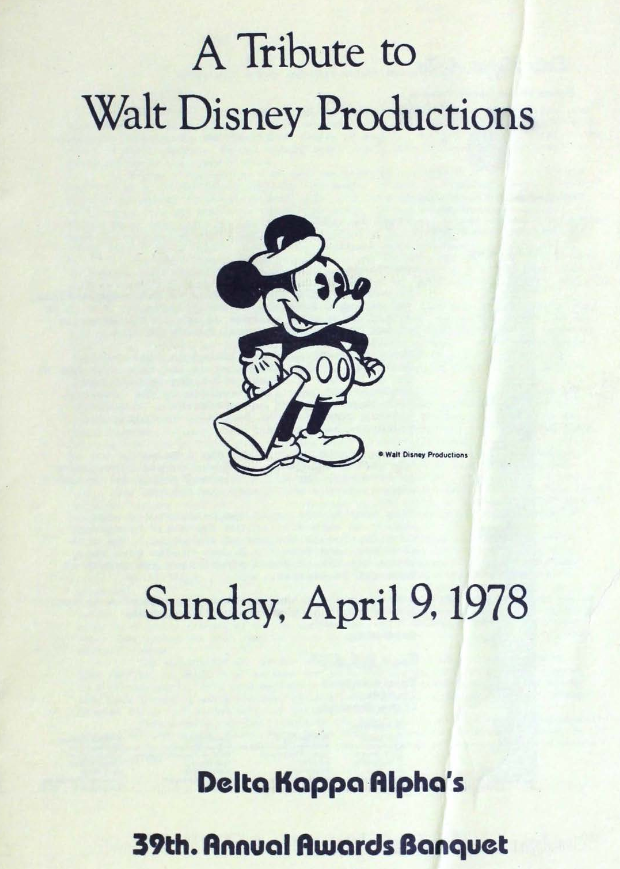 A Tribute to
Walt Disney Productions
© Walt Disney Productions
Sunday, April 9, 1978
Delta Kappa Alpha's
39th. Annual Awards Banquet